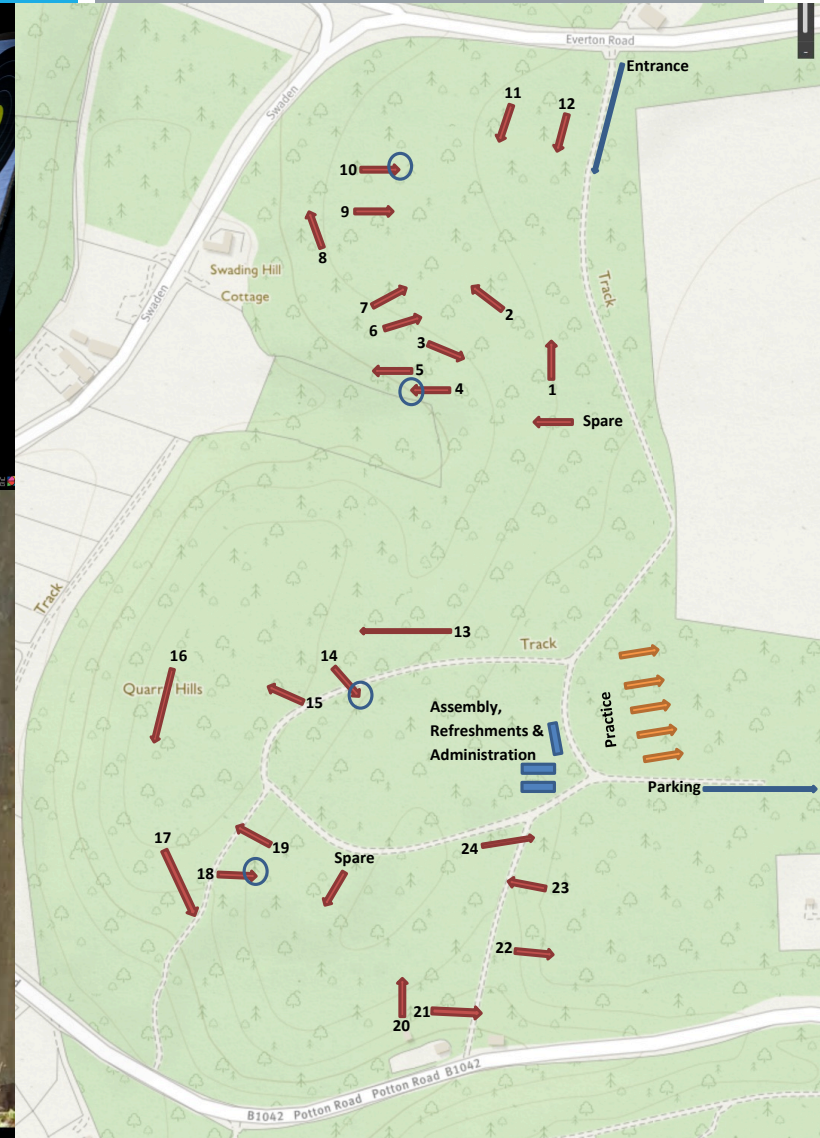 Everton Road
Entrance
Swaden
11
12
10
9
8
Swading Hill
Cottage
Track
Swaden
7
6
2
3
5
4
1
Spare
Track
13
Track
14
16
Quarry Hills
15
Assembly,
Refreshments &
Administration
Practice
Parking
17
19
18
Spare
24
23
22
20
21
B1042 Potton Road Potton Road B1042